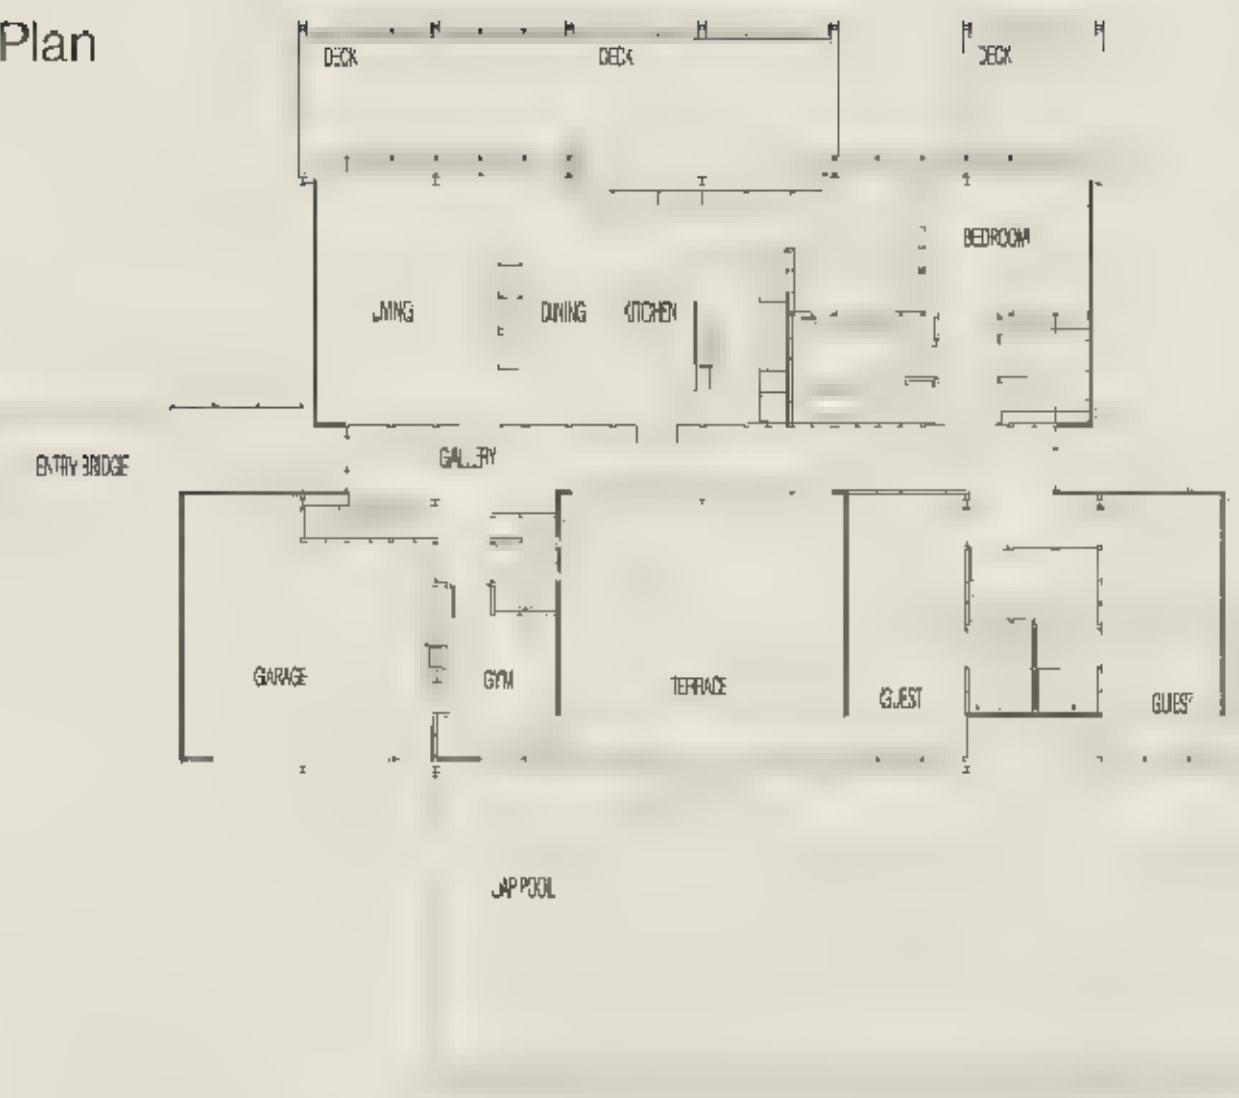 Plan
DECK
DECK
DECK
BEDROOM
LIVING
DINING
KITCHEN
ENTRY BRIDGE
GALLERY
GARAGE
GYM
TERRACE
GUEST
GUEST
LAP POOL